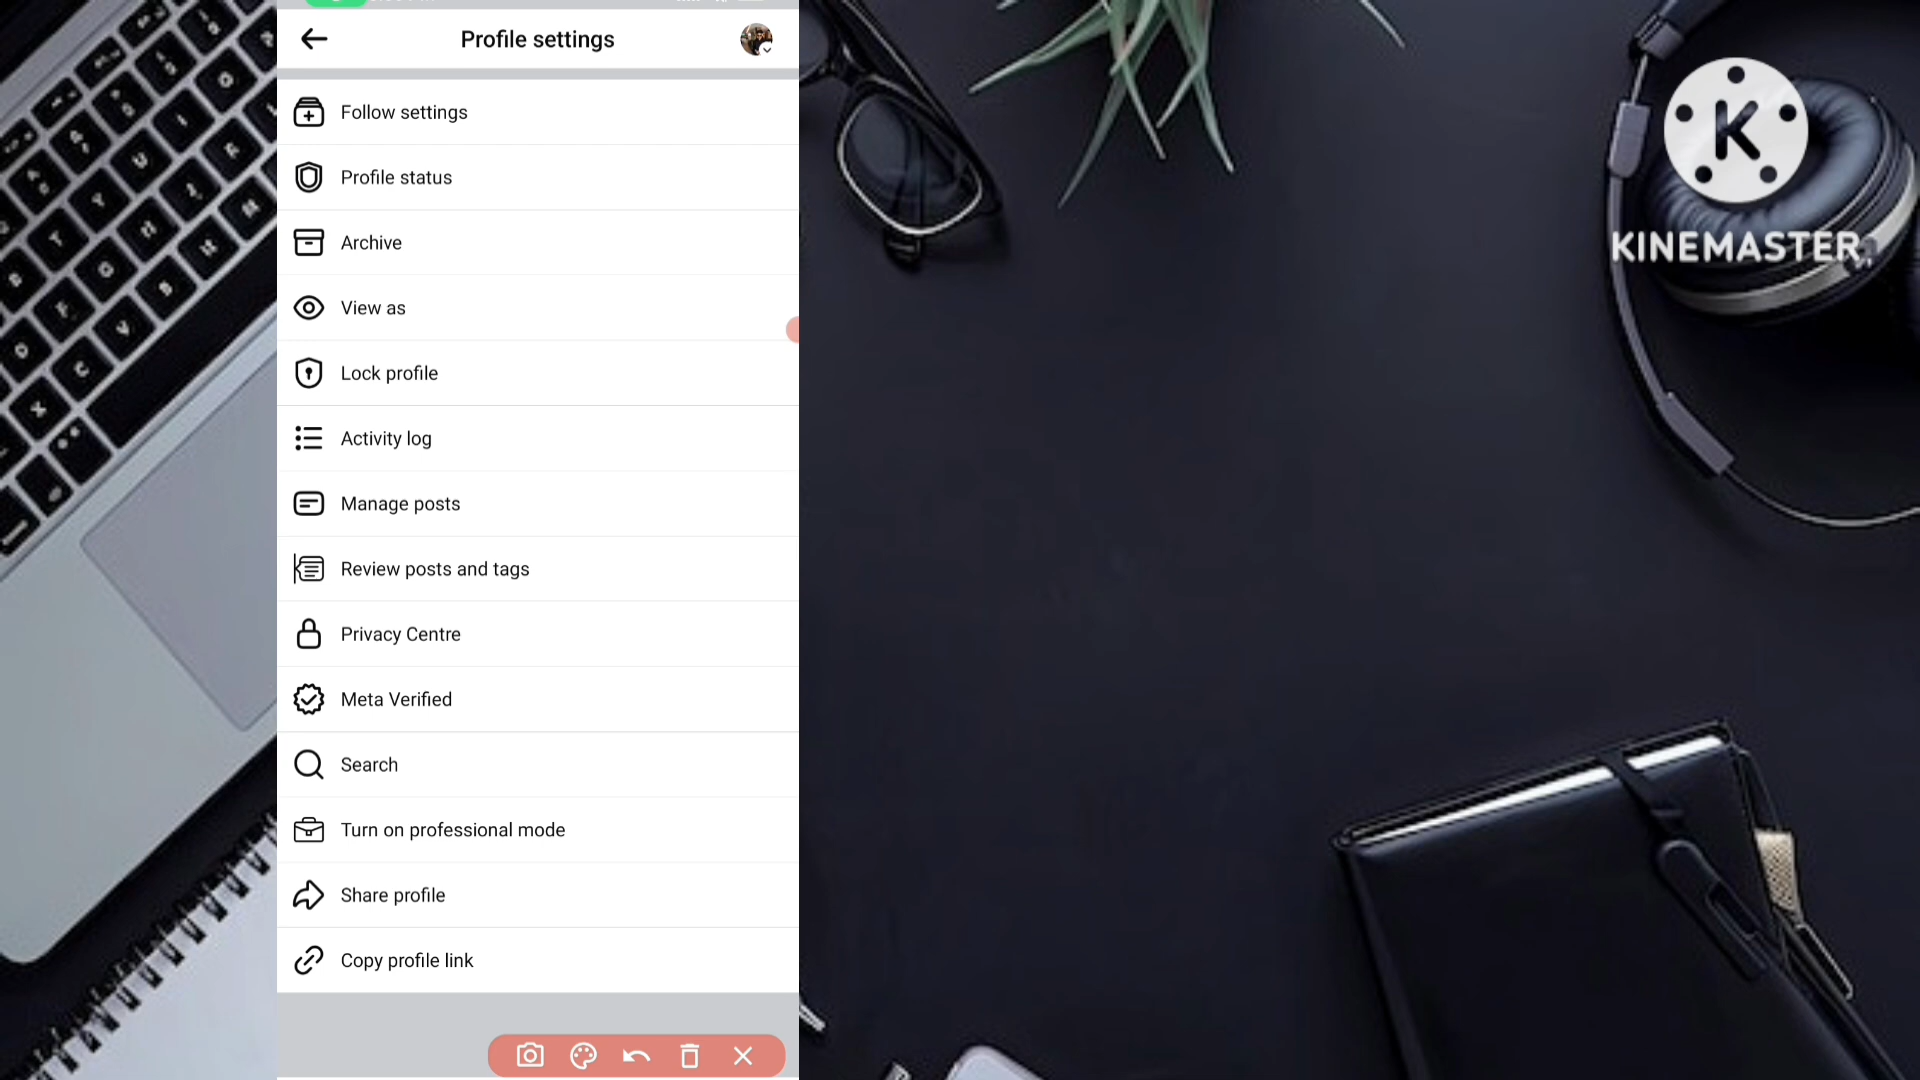 Profile settings
Follow settings
Profile status
Archive
View as
Lock profile
Activity log
Manage posts
Review posts and tags
Privacy Centre
Meta Verified
Search
Turn on professional mode
Share profile
Copy profile link
K
KINEMASTER